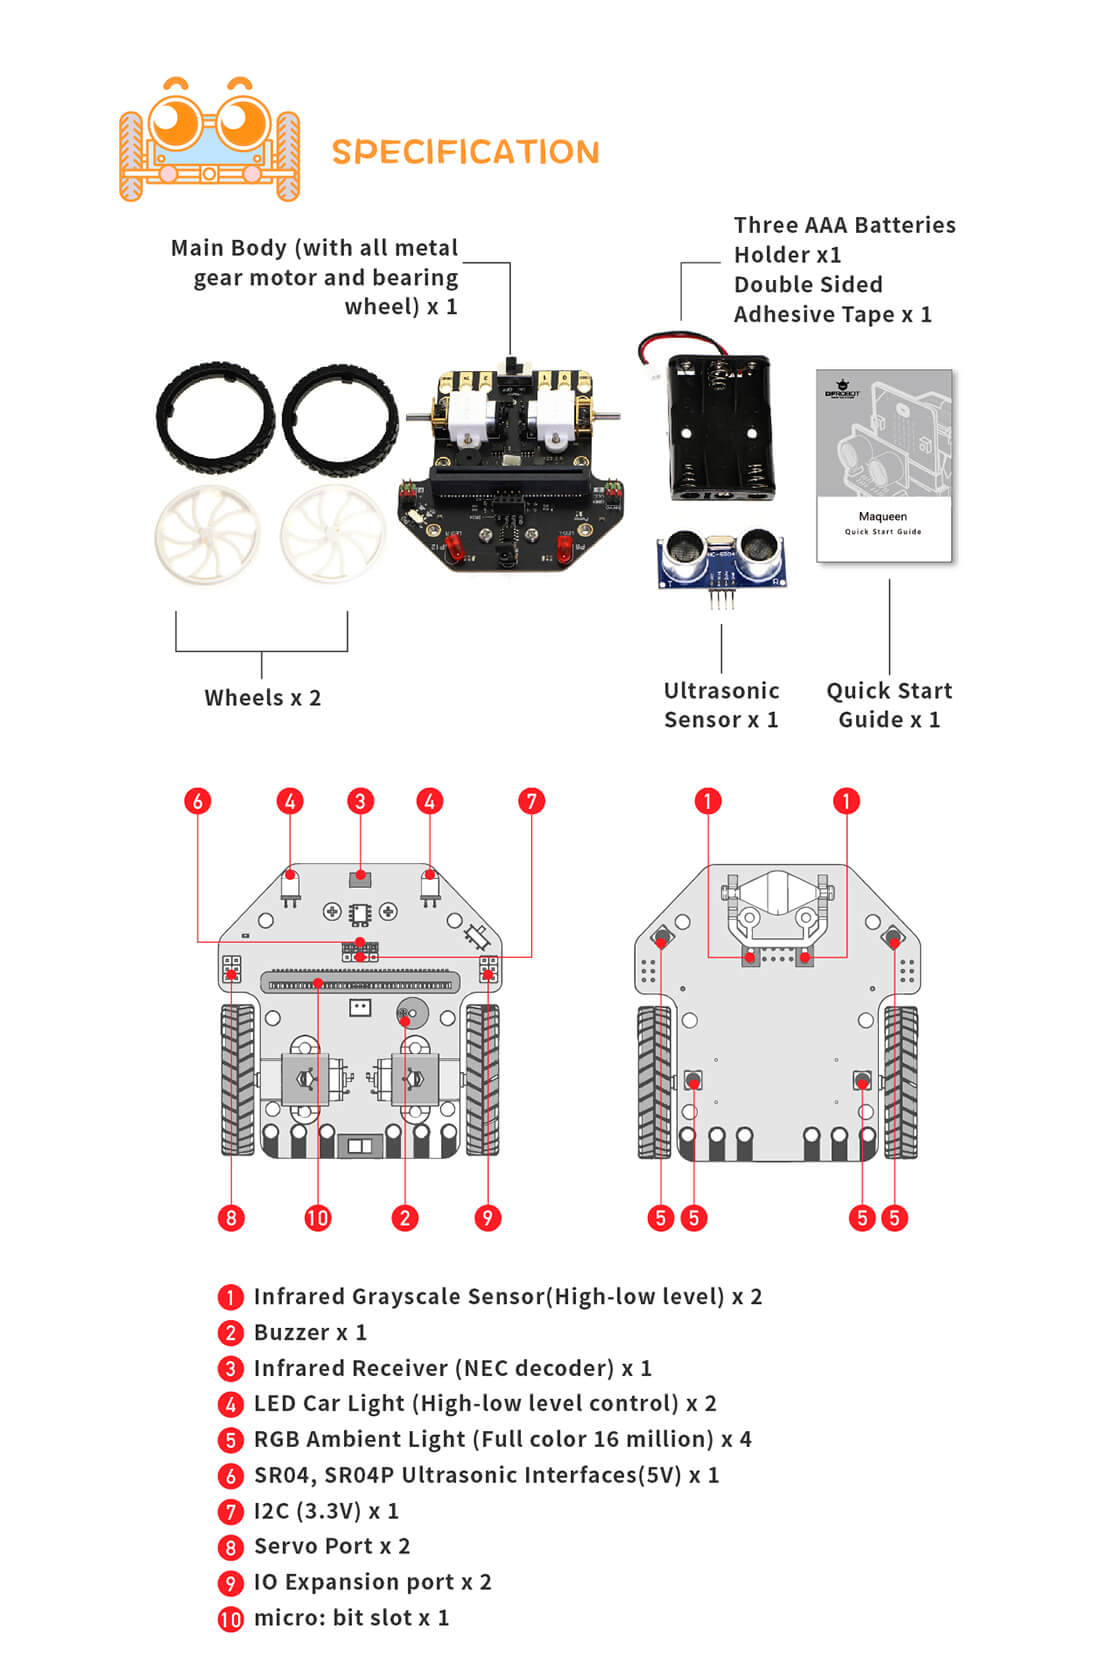 SPECIFICATION
Main Body (with all metal
gear motor and bearing
wheel) x 1
Three AAA Batteries
Holder x1
Double Sided
Adhesive Tape x 1
DFROBOT
Maqueen
Quick Start Guide
HC-SR04
T
R
Wheels x 2
Ultrasonic
Sensor x 1
Quick Start
Guide x 1
6 4 3 4 7 1 1
8 10 2 9 5 5 5 5
1 Infrared Grayscale Sensor(High-low level) x 2
2 Buzzer x 1
3 Infrared Receiver (NEC decoder) x 1
4 LED Car Light (High-low level control) x 2
5 RGB Ambient Light (Full color 16 million) x 4
6 SR04, SR04P Ultrasonic Interfaces(5V) x 1
7 I2C (3.3V) x 1
8 Servo Port x 2
9 IO Expansion port x 2
10 micro: bit slot x 1